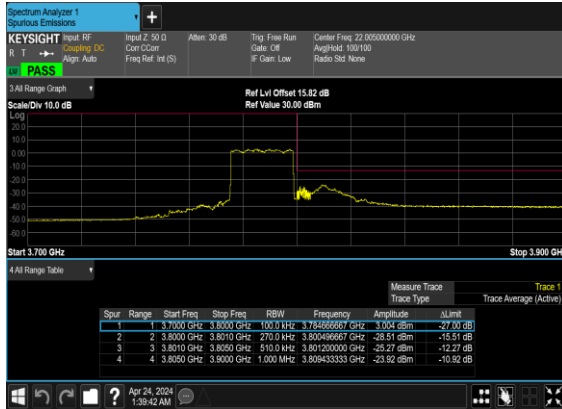 Spectrum Analyzer 1
Spurious Emissions
KEYSIGHT Input: RF Input Z: 50 Ω Atten: 30 dB Trig: Free Run Center Freq: 22.005000000 GHz
R T Coupling: DC Corr CCorr Gate: Off Avg|Hold: 100/100
Align: Auto Freq Ref: Int (S) IF Gain: Low Radio Std: None
PASS
3 All Range Graph
Ref Lvl Offset 15.82 dB
Scale/Div 10.0 dB Ref Value 30.00 dBm
Log
20.0
10.0
0.00
-10.0
-20.0
-30.0
-40.0
-50.0
-60.0
Start 3.700 GHz Stop 3.900 GH
4 All Range Table
Measure Trace Trace 1
Trace Type Trace Average (Active)
Spur Range Start Freq Stop Freq RBW Frequency Amplitude ΔLimit
1 1 3.7000 GHz 3.8000 GHz 100.0 kHz 3.784666667 GHz 3.004 dBm -27.00 dB
2 2 3.8000 GHz 3.8010 GHz 270.0 kHz 3.800496667 GHz -28.51 dBm -15.51 dB
3 3 3.8010 GHz 3.8050 GHz 510.0 kHz 3.801200000 GHz -25.27 dBm -12.27 dB
4 4 3.8050 GHz 3.9000 GHz 1.000 MHz 3.809433333 GHz -23.92 dBm -10.92 dB
Apr 24, 2024
1:39:42 AM